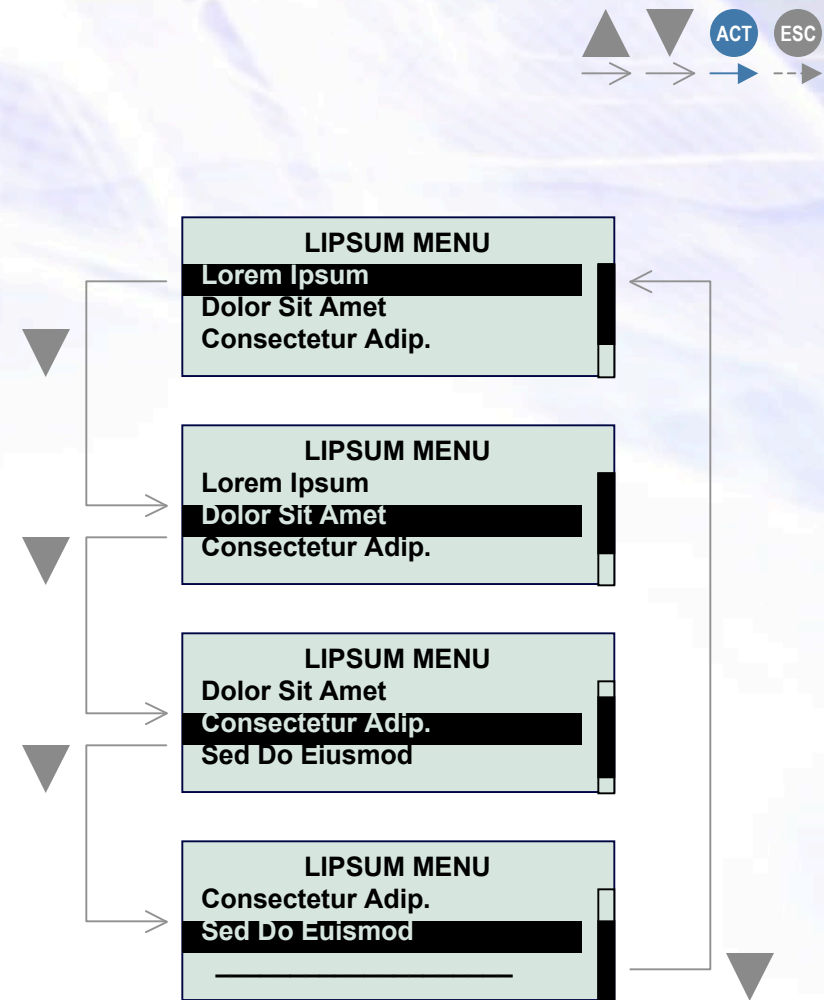 ACT ESC
LIPSUM MENU
Lorem Ipsum
Dolor Sit Amet
Consectetur Adip.
LIPSUM MENU
Lorem Ipsum
Dolor Sit Amet
Consectetur Adip.
LIPSUM MENU
Dolor Sit Amet
Consectetur Adip.
Sed Do Eiusmod
LIPSUM MENU
Consectetur Adip.
Sed Do Euismod